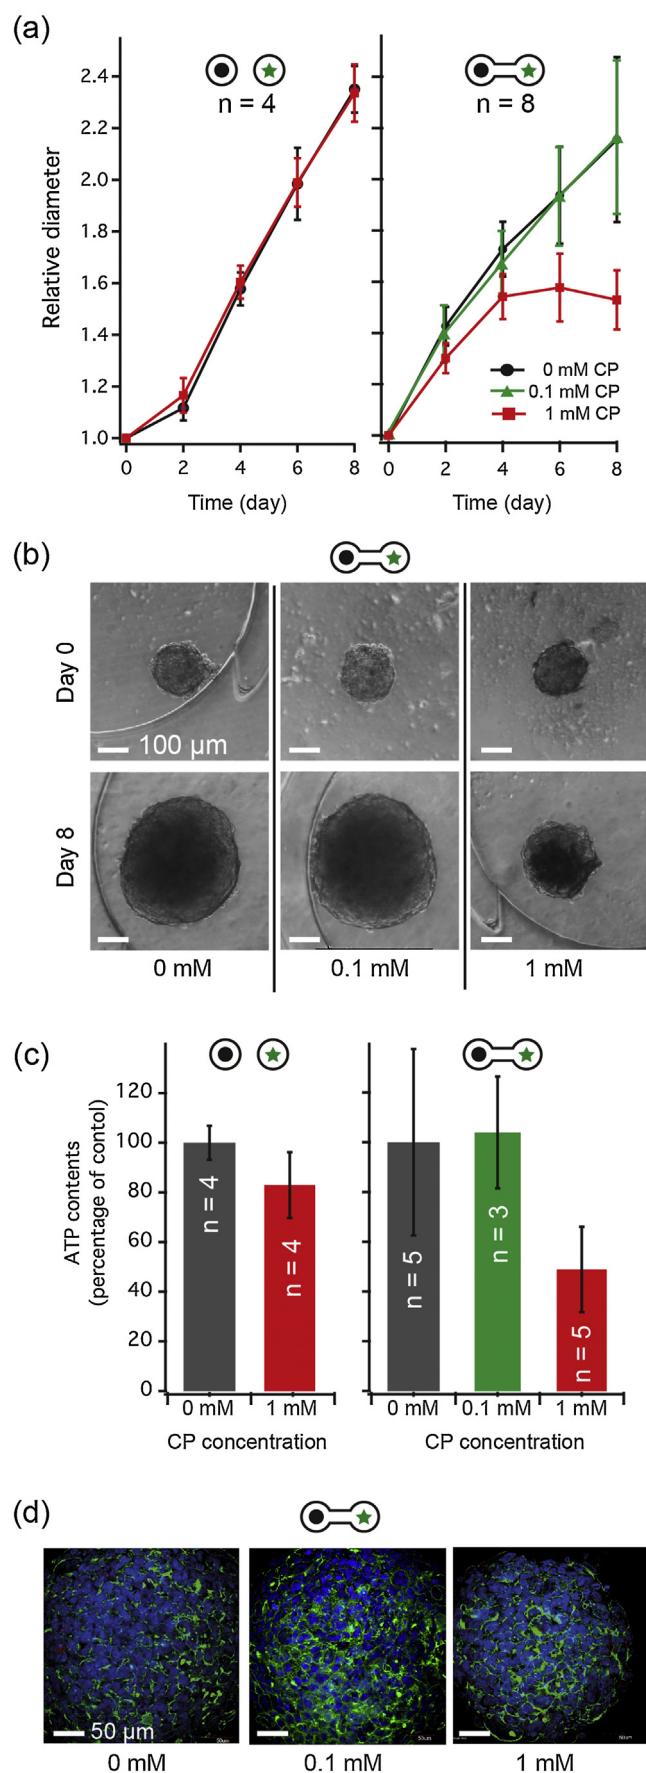 (a)
n = 4
n = 8
Relative diameter
2.4
2.2
2.0
1.8
1.6
1.4
1.2
1.0
0 mM CP
0.1 mM CP
1 mM CP
0 2 4 6 8
0 2 4 6 8
Time (day)
Time (day)
(b)
Day 0
100 µm
Day 8
0 mM
0.1 mM
1 mM
(c)
ATP contents
(percentage of contol)
120
100
80
60
40
20
0
n = 4
n = 4
n = 5
n = 3
n = 5
0 mM 1 mM
0 mM 0.1 mM 1 mM
CP concentration
CP concentration
(d)
50 µm
50um
50um
50um
0 mM
0.1 mM
1 mM